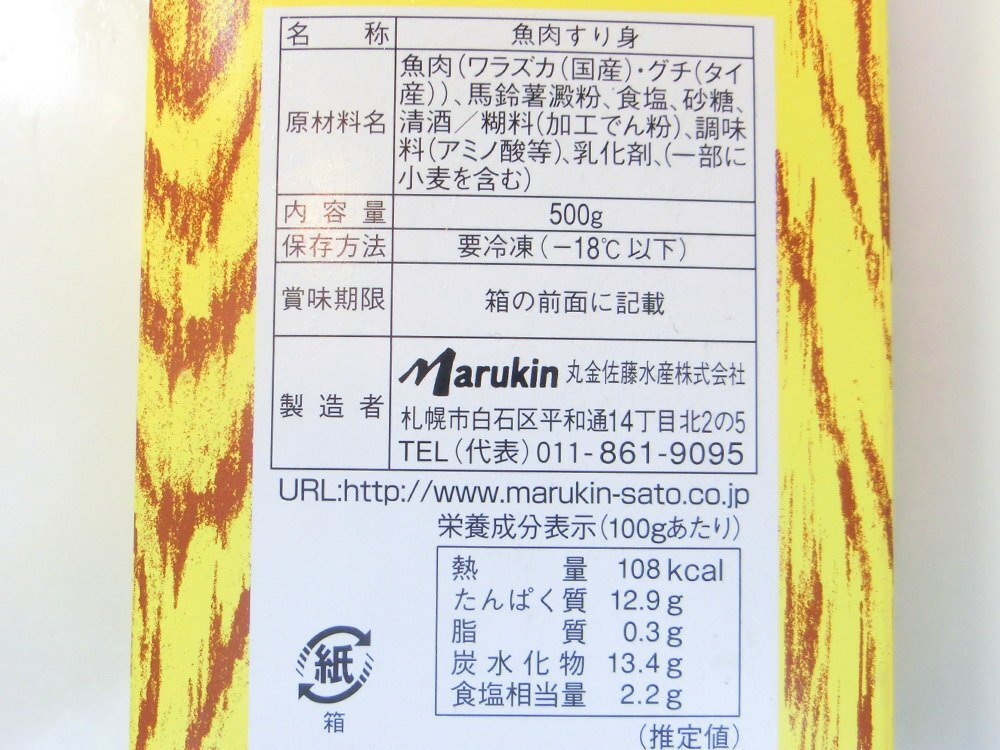 名称 魚肉すり身
原材料名 魚肉(ワラズカ(国産)・グチ(タイ
産))、馬鈴薯澱粉、食塩、砂糖、
清酒/糊料(加工でん粉)、調味
料(アミノ酸等)、乳化剤、(一部に
小麦を含む)
内容量 500g
保存方法 要冷凍(−18℃以下)
賞味期限 箱の前面に記載
製造者 Marukin 丸金佐藤水産株式会社
札幌市白石区平和通14丁目北2の5
TEL(代表)011-861-9095
URL:http://www.marukin-sato.co.jp
栄養成分表示(100gあたり)
熱量 108kcal
たんぱく質 12.9g
脂質 0.3g
炭水化物 13.4g
食塩相当量 2.2g
(推定値)
紙
箱